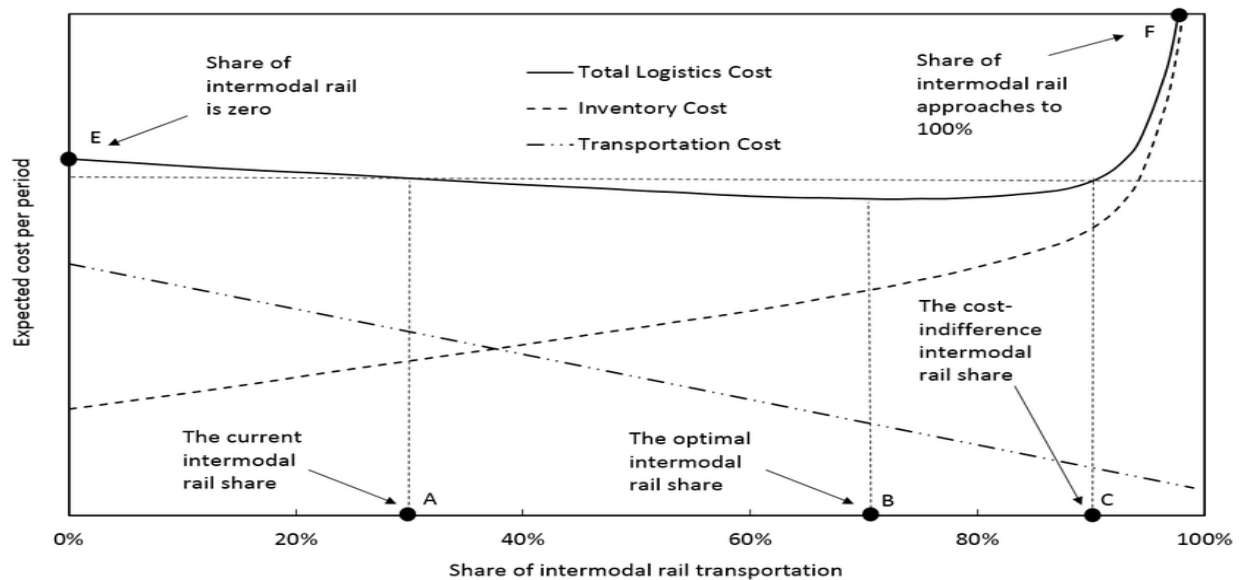 Share of
intermodal rail
is zero
E
Total Logistics Cost
Inventory Cost
Transportation Cost
F
Share of
intermodal rail
approaches to
100%
Expected cost per period
The cost-
indifference
intermodal
rail share
The current
intermodal
rail share
The optimal
intermodal
rail share
A
B
C
0%
20%
40%
60%
80%
100%
Share of intermodal rail transportation